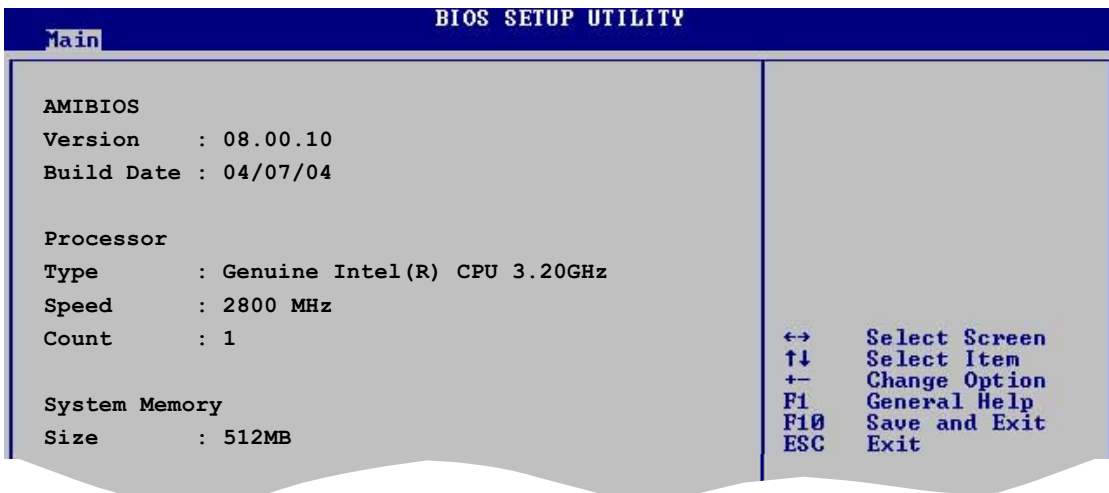 BIOS SETUP UTILITY
Main
AMIBIOS
Version : 08.00.10
Build Date : 04/07/04
Processor
Type : Genuine Intel(R) CPU 3.20GHz
Speed : 2800 MHz
Count : 1
System Memory
Size : 512MB
←→ Select Screen
↑↓ Select Item
+- Change Option
F1 General Help
F10 Save and Exit
ESC Exit